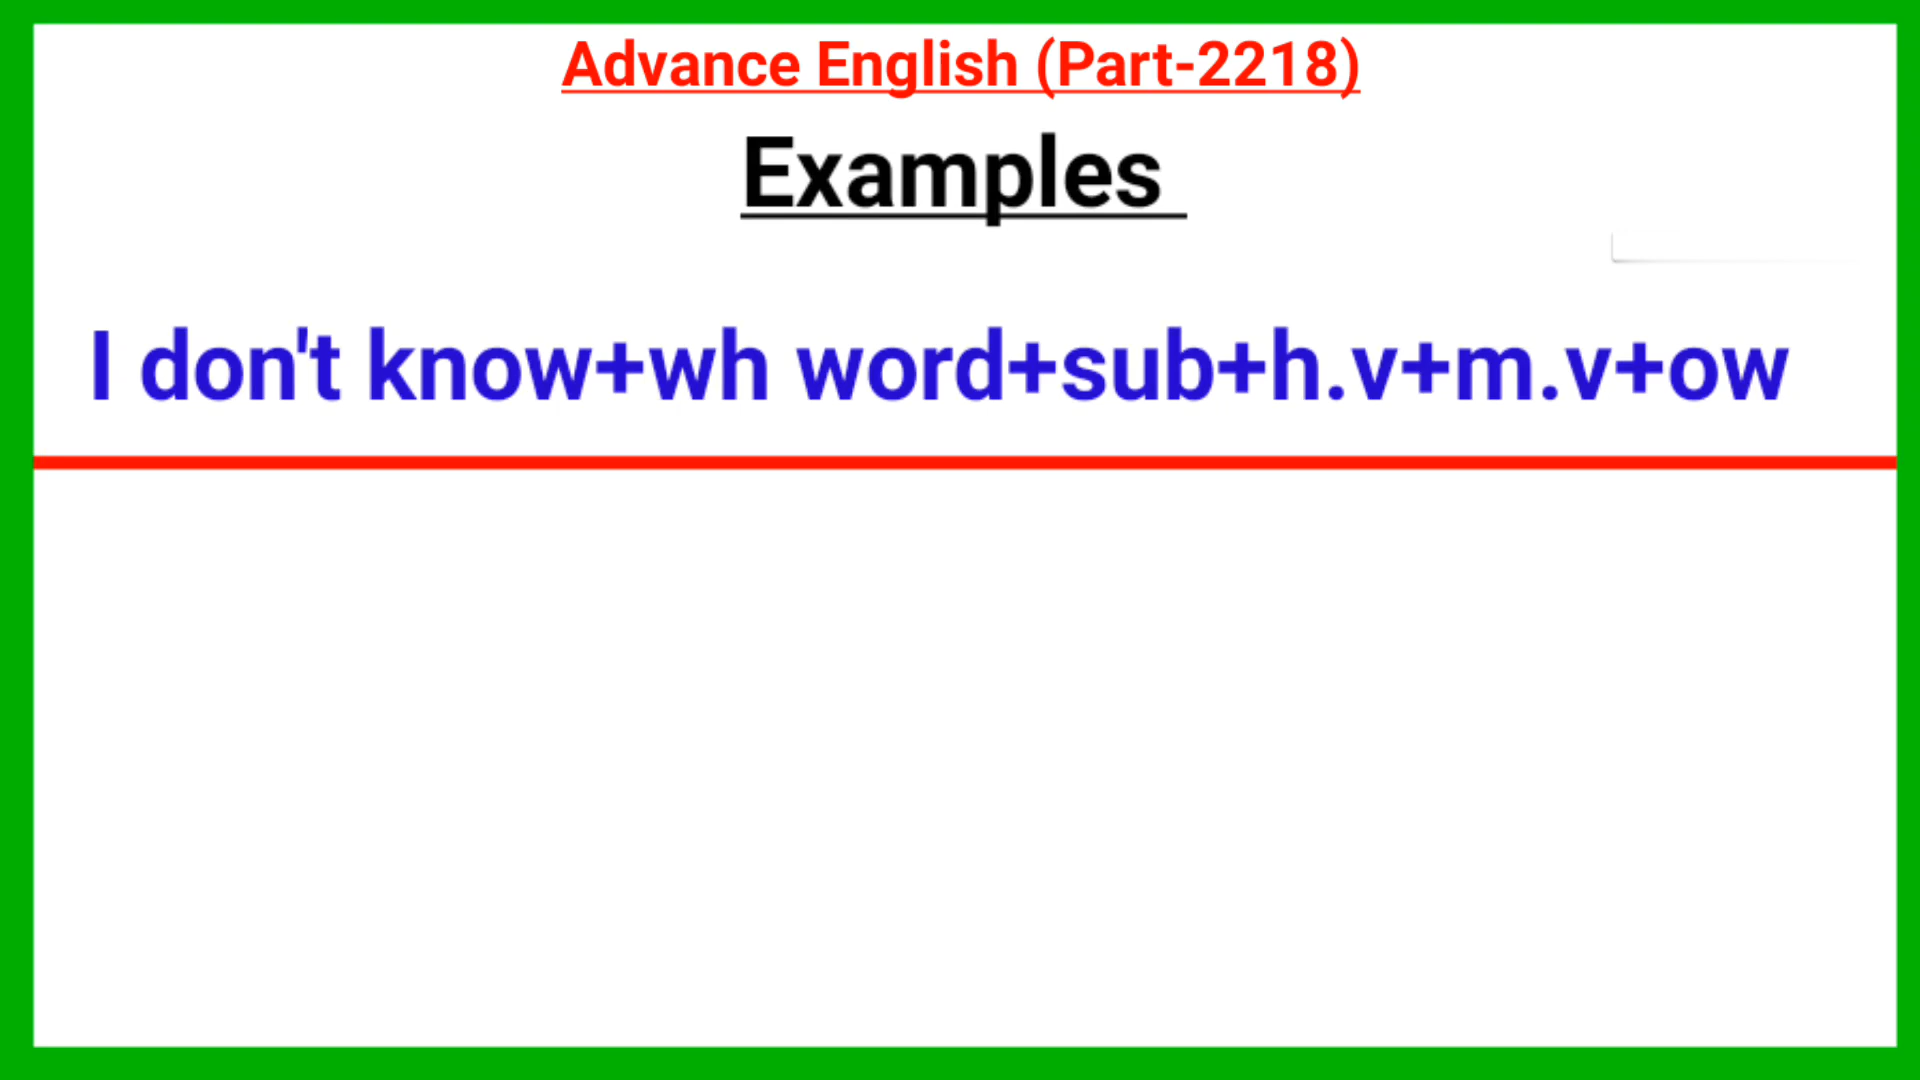 Advance English (Part-2218)
Examples
I don't know+wh word+sub+h.v+m.v+ow